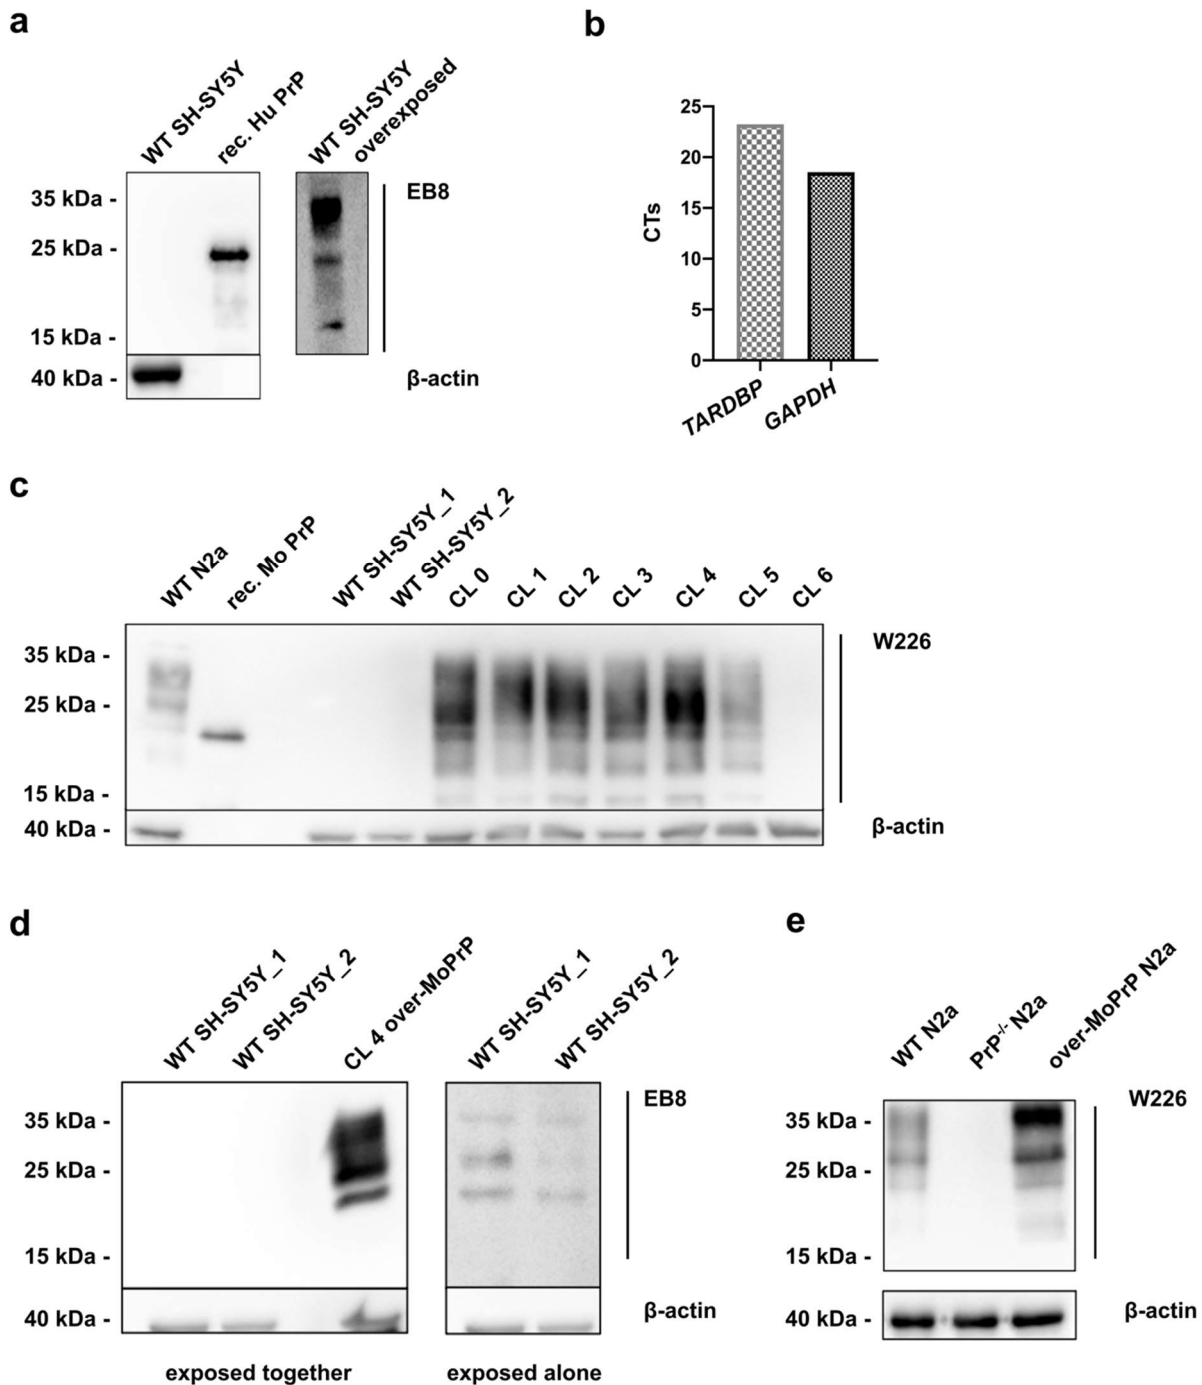 a
WT SH-SY5Y
rec. Hu PrP
WT SH-SY5Y
overexposed
35 kDa -
25 kDa -
15 kDa -
40 kDa -
EB8
β-actin
b
25
20
15
10
5
0
CTs
TARDBP
GAPDH
c
WT N2a
rec. Mo PrP
WT SH-SY5Y_1
WT SH-SY5Y_2
CL 0
CL 1
CL 2
CL 3
CL 4
CL 5
CL 6
35 kDa -
25 kDa -
15 kDa -
40 kDa -
W226
β-actin
d
WT SH-SY5Y_1
WT SH-SY5Y_2
CL 4 over-MoPrP
WT SH-SY5Y_1
WT SH-SY5Y_2
35 kDa -
25 kDa -
15 kDa -
40 kDa -
EB8
β-actin
exposed together
exposed alone
e
WT N2a
PrP-/- N2a
over-MoPrP N2a
35 kDa -
25 kDa -
15 kDa -
40 kDa -
W226
β-actin